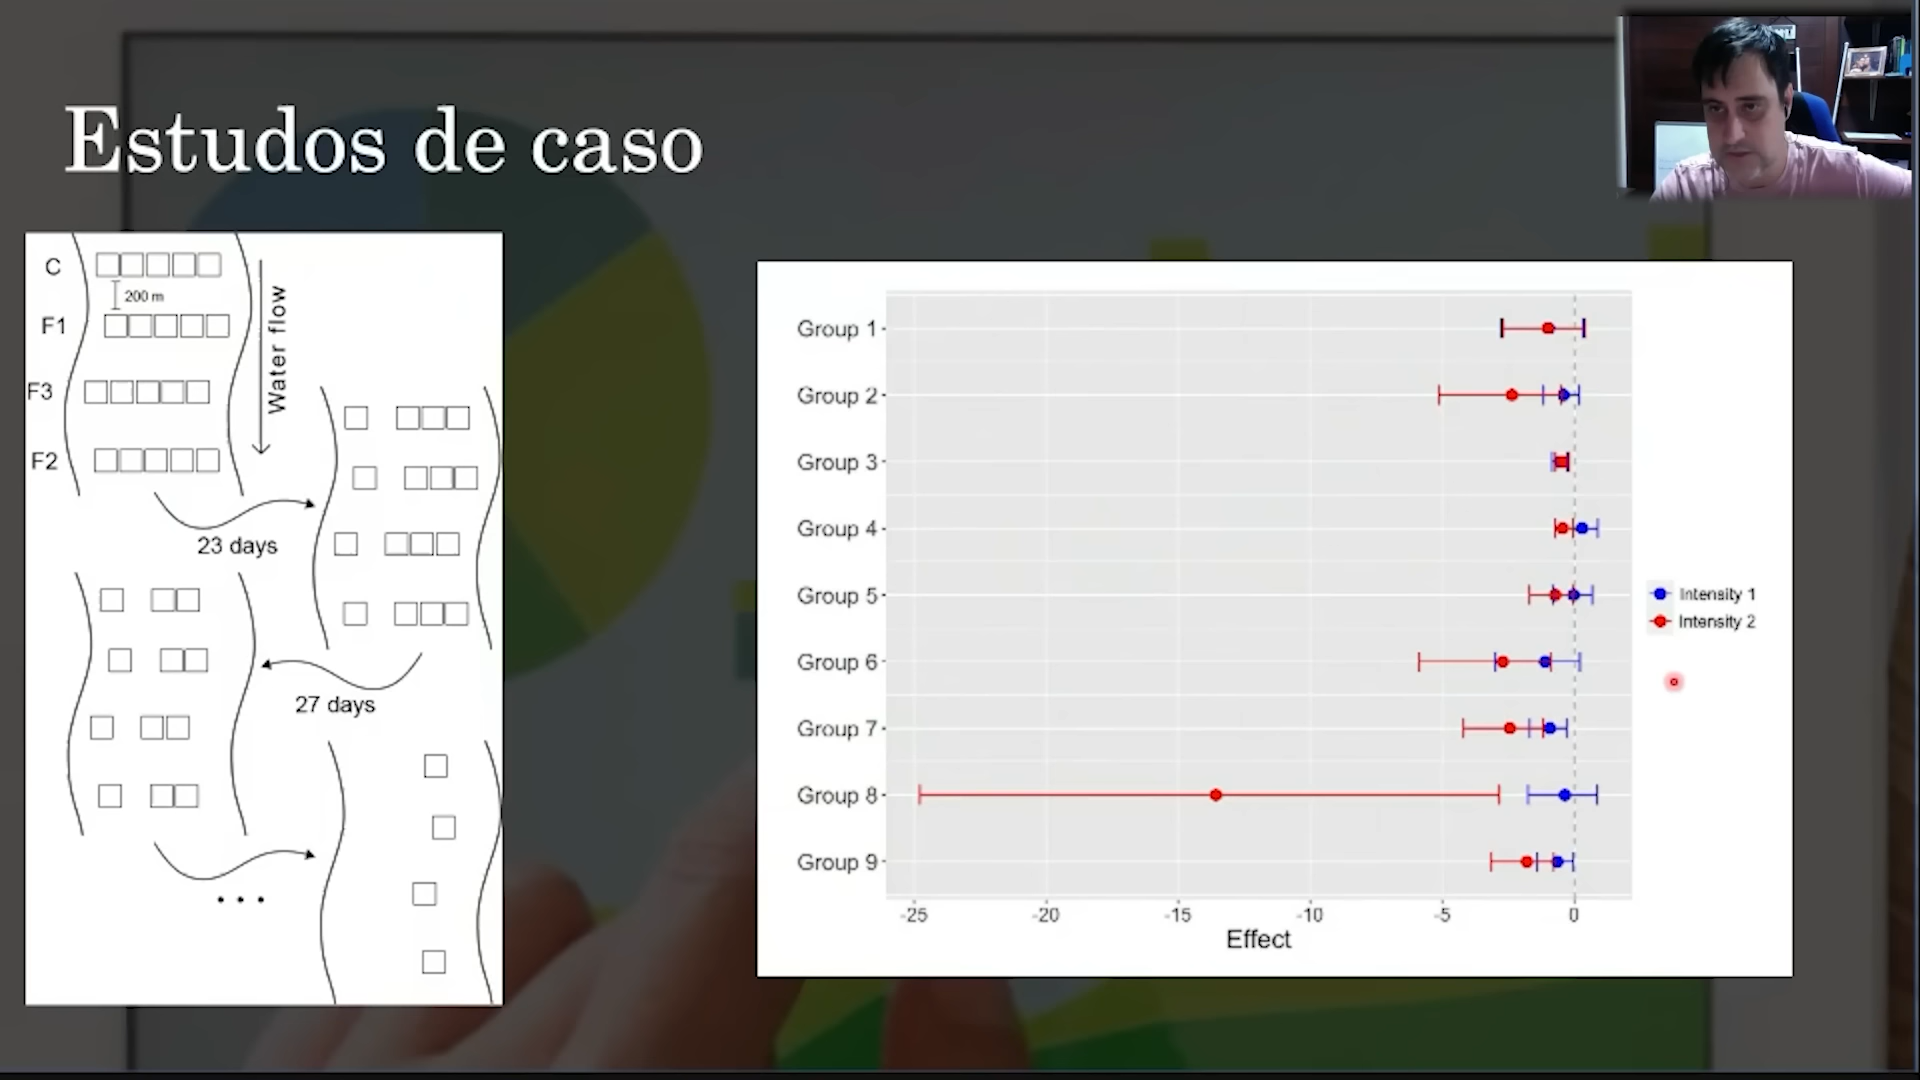 Estudos de caso
C
200 m
F1
F3
F2
Water flow
23 days
27 days
...
Group 1
Group 2
Group 3
Group 4
Group 5
Group 6
Group 7
Group 8
Group 9
-25 -20 -15 -10 -5 0
Effect
Intensity 1
Intensity 2